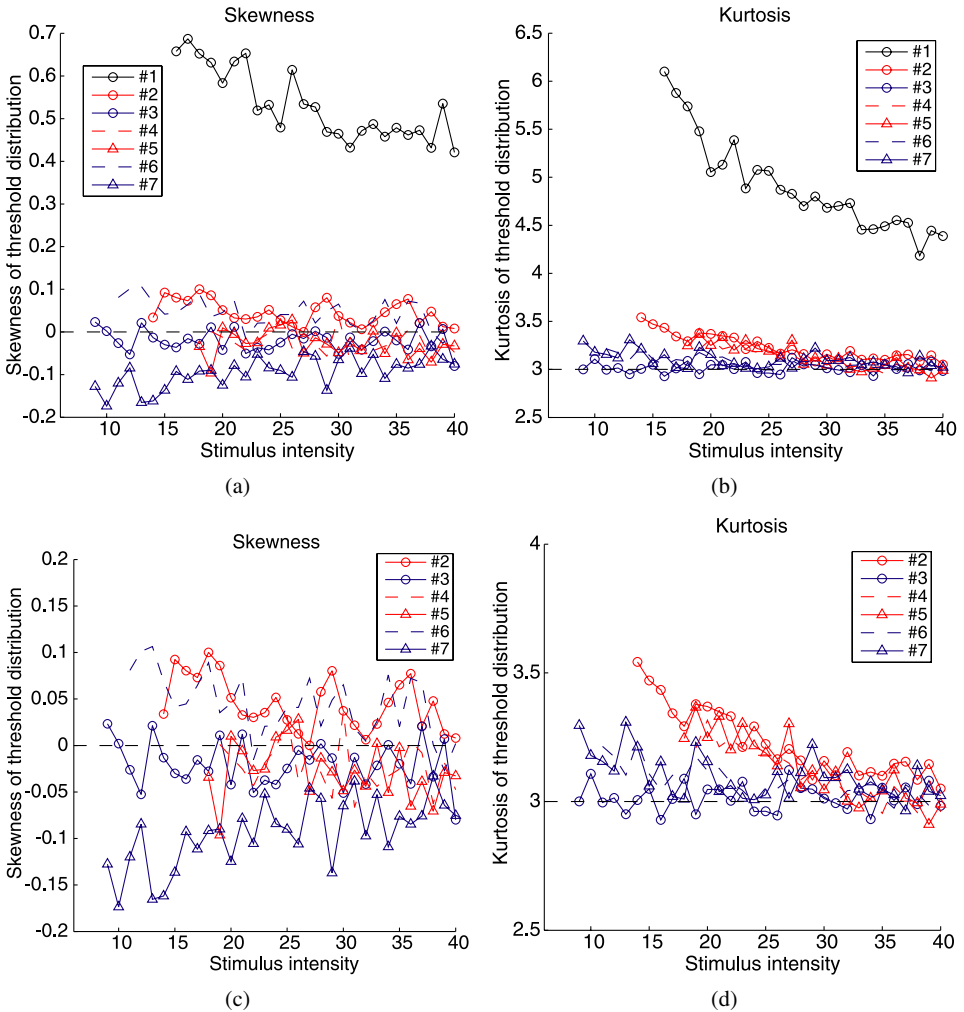 Skewness
0.7
0.6
0.5
0.4
0.3
0.2
0.1
0
-0.1
-0.2
Skewness of threshold distribution
#1
#2
#3
#4
#5
#6
#7
10 15 20 25 30 35 40
Stimulus intensity
(a)
Kurtosis
6.5
6
5.5
5
4.5
4
3.5
3
2.5
Kurtosis of threshold distribution
#1
#2
#3
#4
#5
#6
#7
10 15 20 25 30 35 40
Stimulus intensity
(b)
Skewness
0.2
0.15
0.1
0.05
0
-0.05
-0.1
-0.15
-0.2
Skewness of threshold distribution
#2
#3
#4
#5
#6
#7
10 15 20 25 30 35 40
Stimulus intensity
(c)
Kurtosis
4
3.5
3
2.5
Kurtosis of threshold distribution
#2
#3
#4
#5
#6
#7
10 15 20 25 30 35 40
Stimulus intensity
(d)